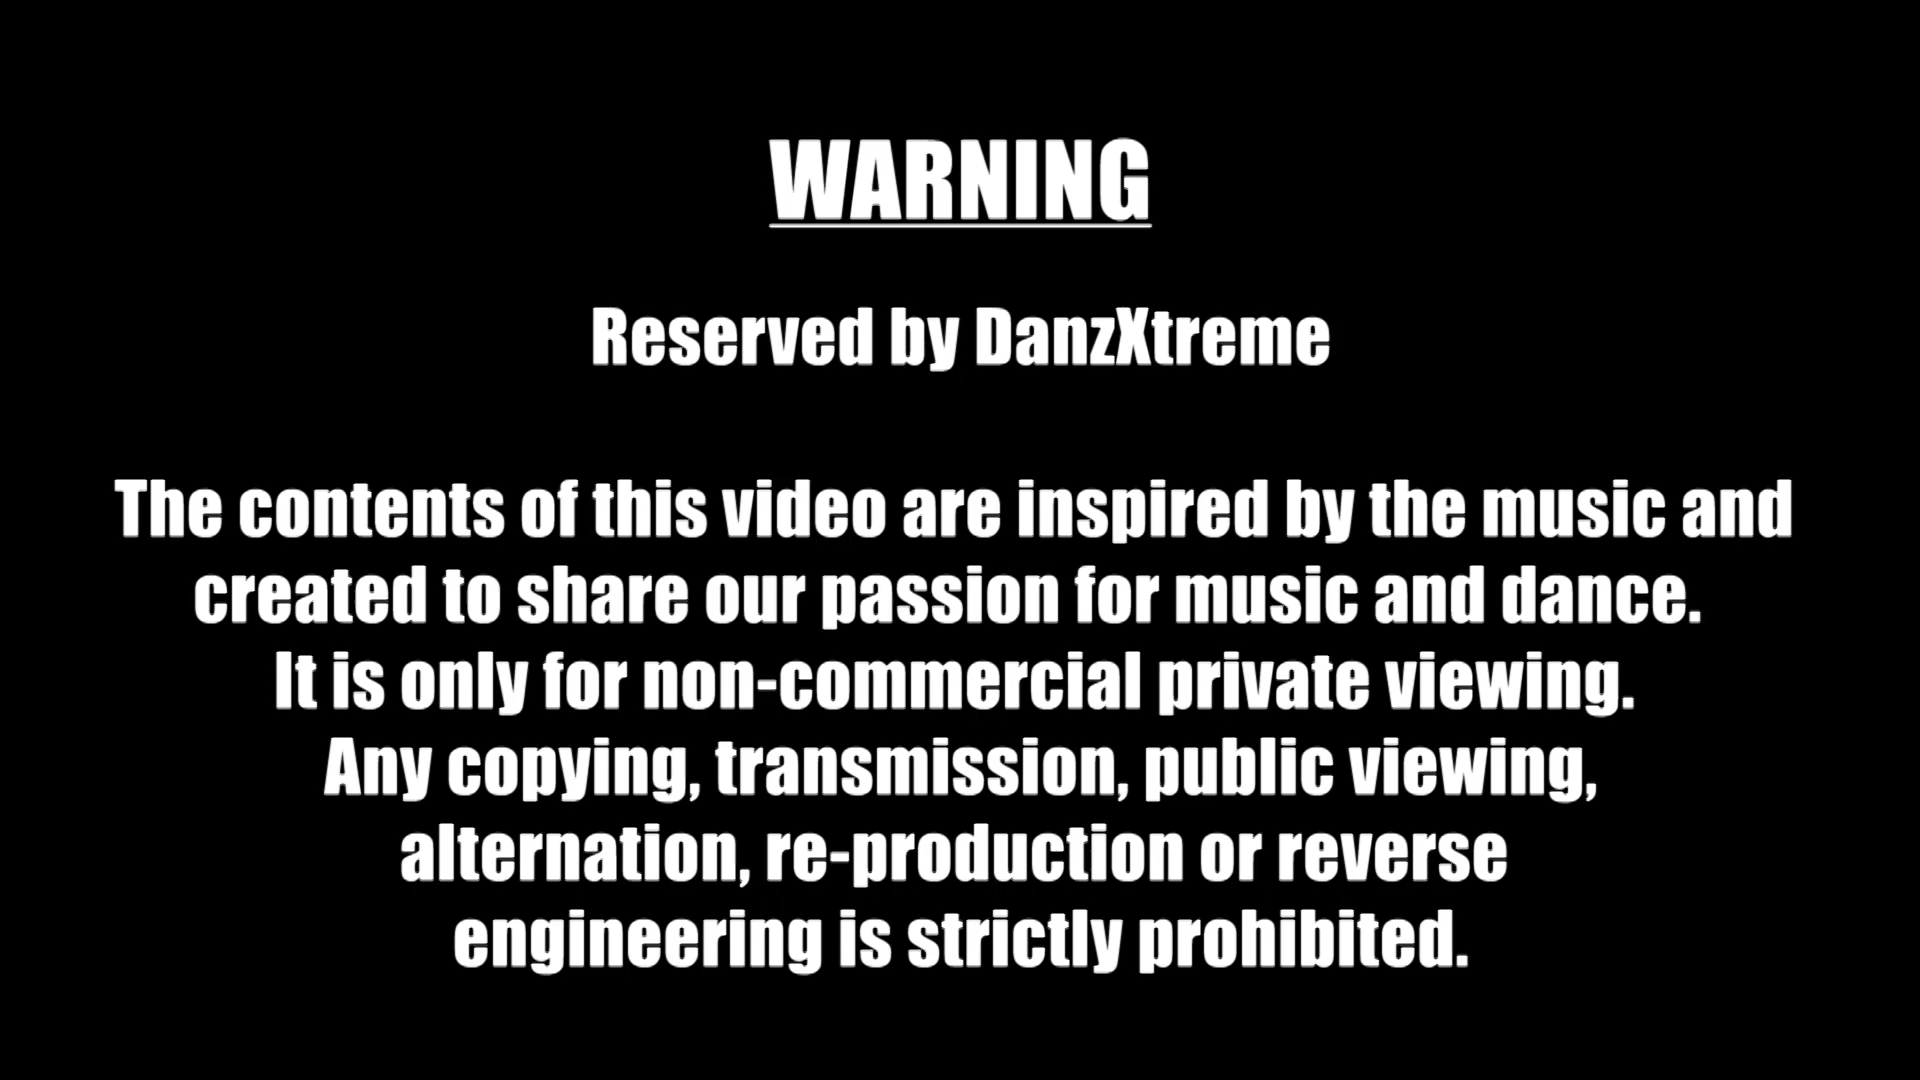 WARNING
Reserved by DanzXtreme
The contents of this video are inspired by the music and
created to share our passion for music and dance.
It is only for non-commercial private viewing.
Any copying, transmission, public viewing,
alternation, re-production or reverse
engineering is strictly prohibited.